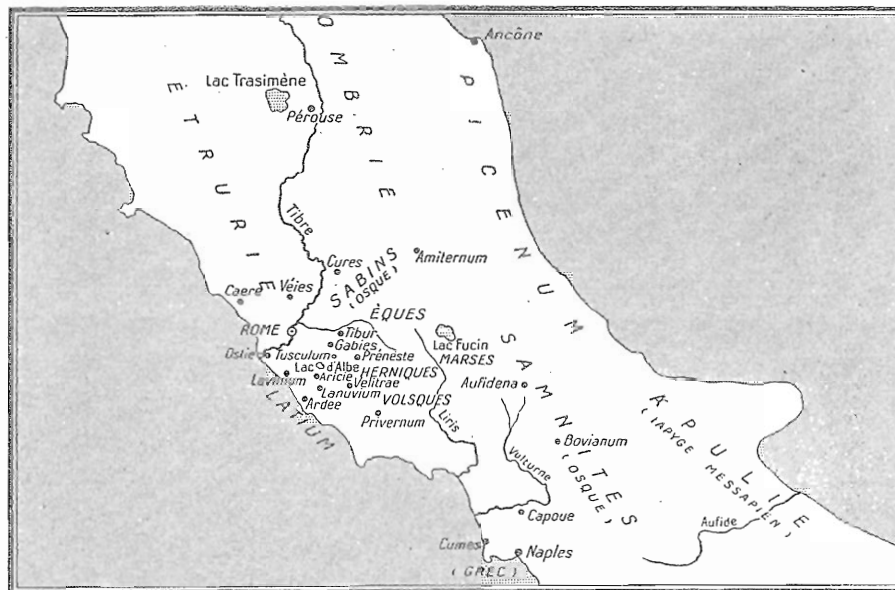 Ancône
OMBRIE
PICENUM
ETRURIE
Lac Trasimène
Pérouse
Tibre
Cures
SABINS
(OSQUE)
Amiternum
Caere
Véies
ÈQUES
ROME
Tibur
Gabies
Lac Fucin
MARSES
Ostie
Tusculum
Préneste
Lac d'Albe
HERNIQUES
Lavinium
Aricie
Velitrae
Lanuvium
VOLSQUES
Ardée
LATIUM
Privernum
Liris
SAMNITES
(OSQUE)
Aufidena
Bovianum
Vulturne
APULIE
(IAPYGE MESSAPIEN)
Aufide
Capoue
Cumes
Naples
(GREC)